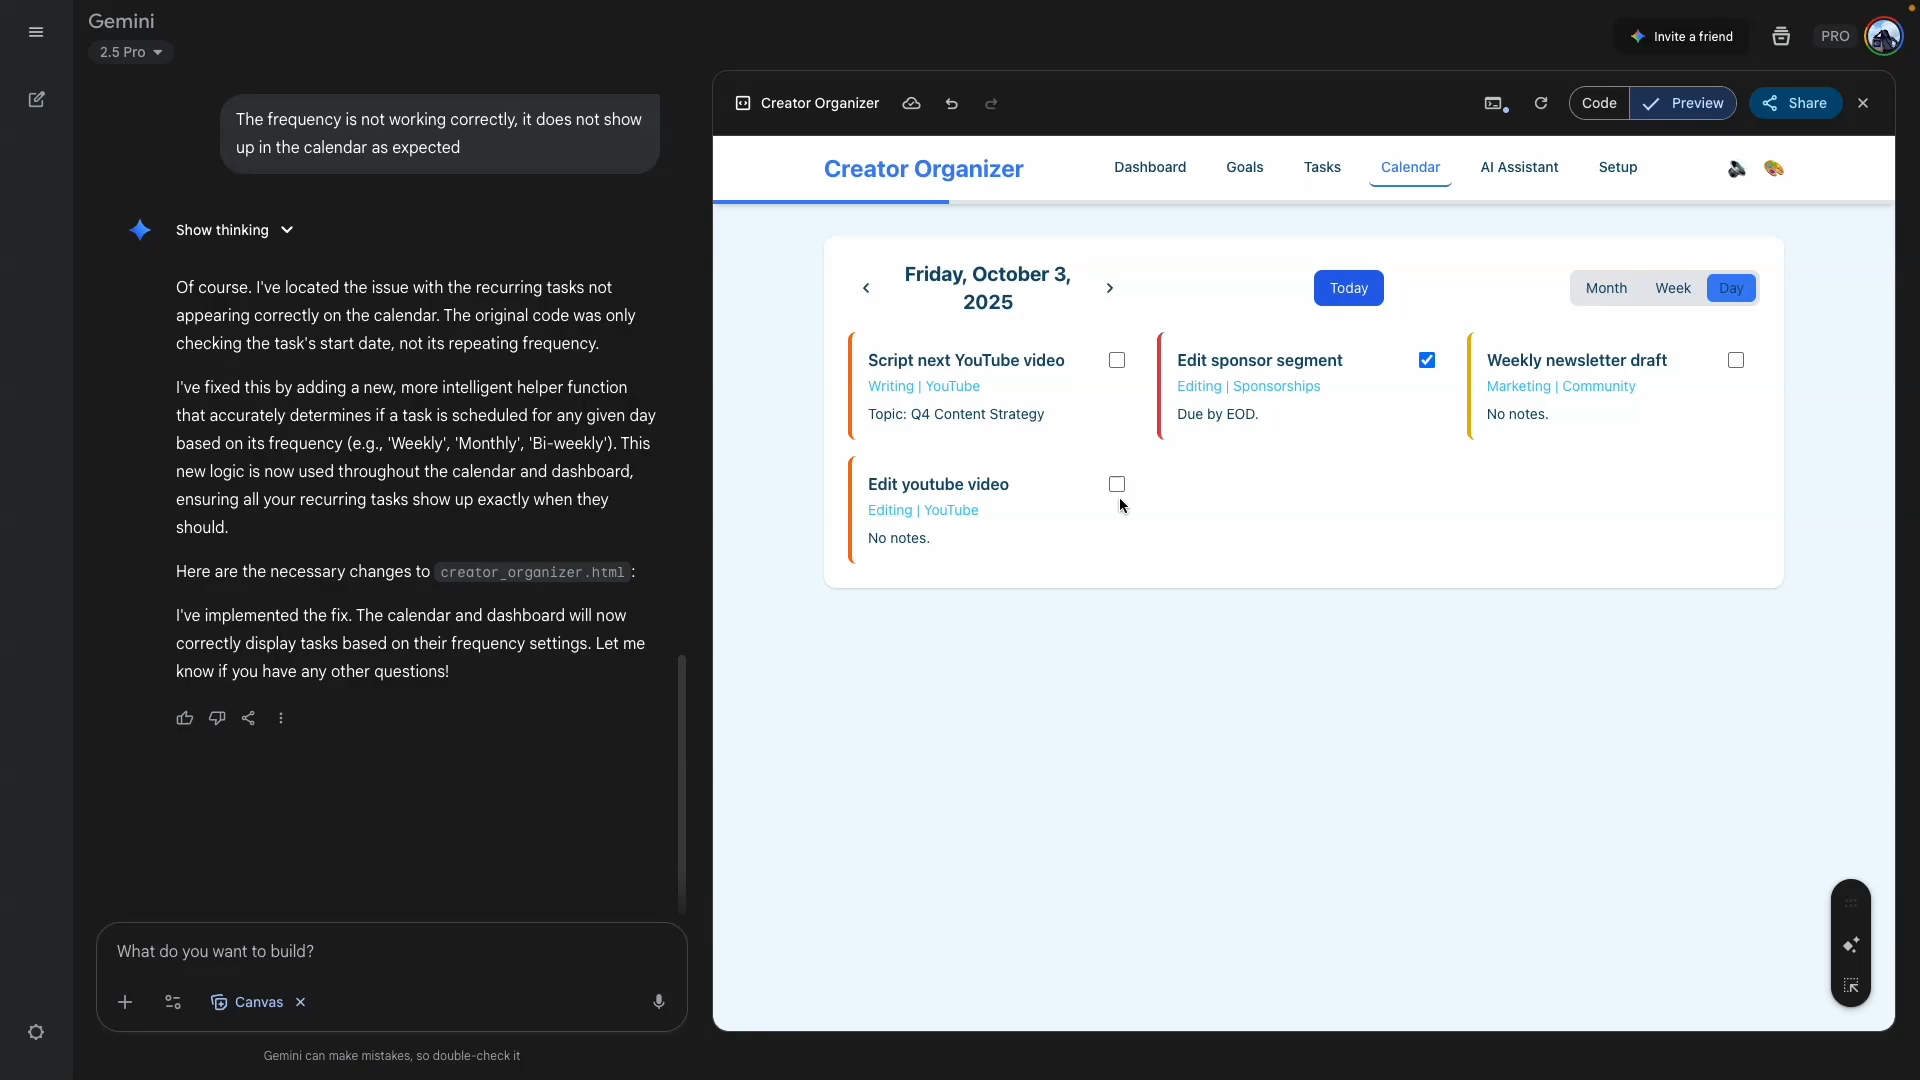 Gemini
2.5 Pro
Invite a friend
PRO
The frequency is not working correctly, it does not show
up in the calendar as expected
Show thinking
Of course. I've located the issue with the recurring tasks not
appearing correctly on the calendar. The original code was only
checking the task's start date, not its repeating frequency.
I've fixed this by adding a new, more intelligent helper function
that accurately determines if a task is scheduled for any given day
based on its frequency (e.g., 'Weekly', 'Monthly', 'Bi-weekly'). This
new logic is now used throughout the calendar and dashboard,
ensuring all your recurring tasks show up exactly when they
should.
Here are the necessary changes to creator_organizer.html:
I've implemented the fix. The calendar and dashboard will now
correctly display tasks based on their frequency settings. Let me
know if you have any other questions!
What do you want to build?
Canvas
Gemini can make mistakes, so double-check it
Creator Organizer
Code
Preview
Share
Creator Organizer
Dashboard
Goals
Tasks
Calendar
AI Assistant
Setup
Friday, October 3,
2025
Today
Month
Week
Day
Script next YouTube video
Writing | YouTube
Topic: Q4 Content Strategy
Edit sponsor segment
Editing | Sponsorships
Due by EOD.
Weekly newsletter draft
Marketing | Community
No notes.
Edit youtube video
Editing | YouTube
No notes.